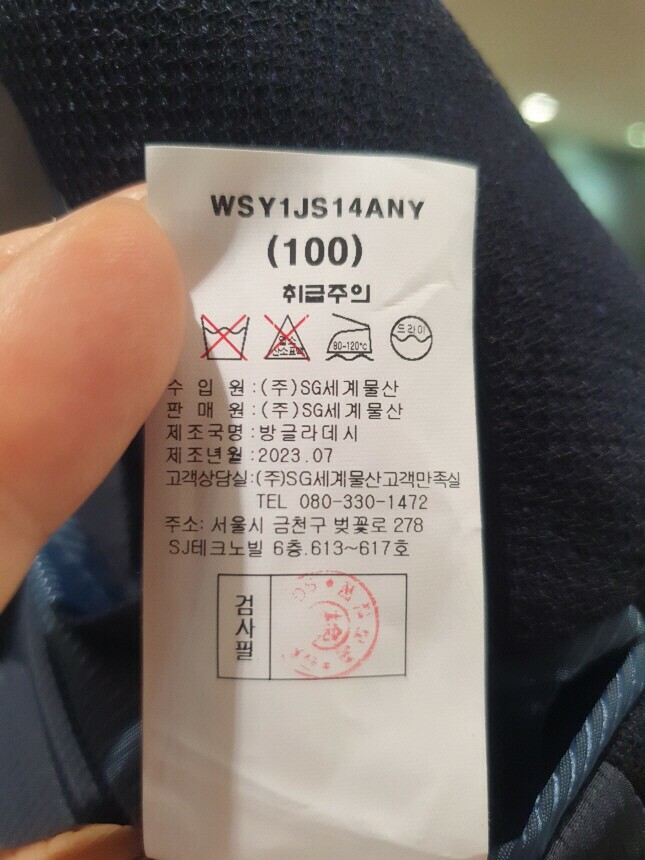 WSY1JS14ANY
(100)
취급주의
80-120℃
드라이
수 입 원 : (주)SG세계물산
판 매 원 : (주)SG세계물산
제조국명 : 방글라데시
제조년월 : 2023.07
고객상담실:(주)SG세계물산고객만족실
TEL 080-330-1472
주소: 서울시 금천구 벚꽃로 278
SJ테크노빌 6층.613~617호
검사필